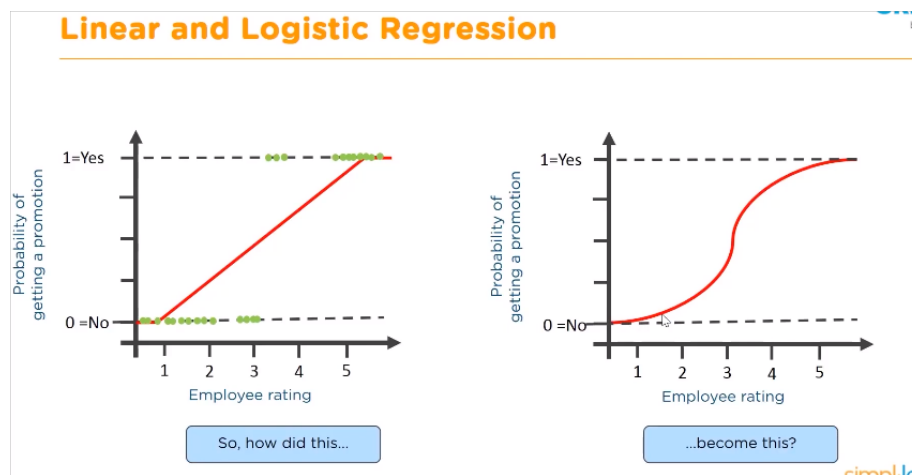 Linear and Logistic Regression
1=Yes
Probability of
getting a promotion
0 =No
1 2 3 4 5
Employee rating
So, how did this...
1=Yes
Probability of
getting a promotion
0 =No
1 2 3 4 5
Employee rating
...become this?